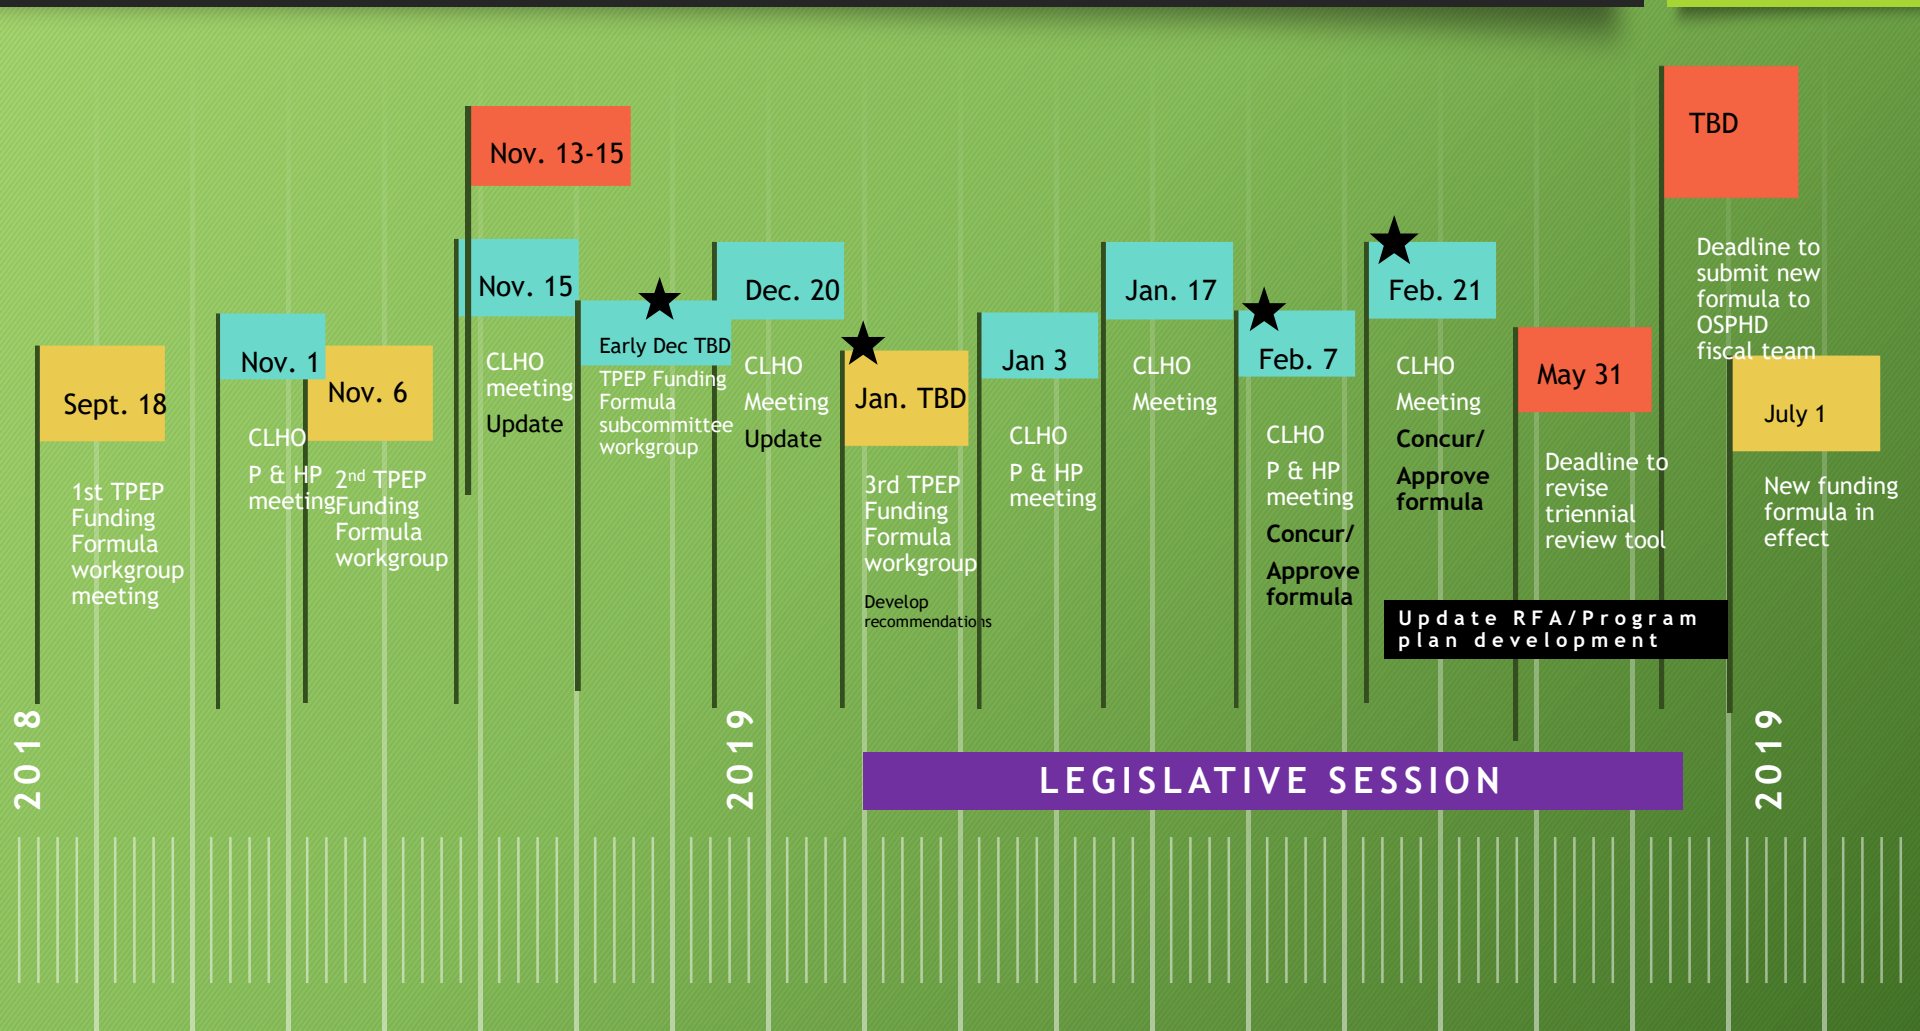 Sept. 18
1st TPEP
Funding
Formula
workgroup
meeting
Nov. 1
CLHO
P & HP
meeting
Nov. 6
2nd TPEP
Funding
Formula
workgroup
Nov. 13-15
Nov. 15
CLHO
meeting
Update
Early Dec TBD
TPEP Funding
Formula
subcommittee
workgroup
Dec. 20
CLHO
Meeting
Update
Jan. TBD
3rd TPEP
Funding
Formula
workgroup
Develop
recommendations
Jan 3
CLHO
P & HP
meeting
Jan. 17
CLHO
Meeting
Feb. 7
CLHO
P & HP
meeting
Concur/
Approve
formula
Feb. 21
CLHO
Meeting
Concur/
Approve
formula
May 31
Deadline to
revise
triennial
review tool
TBD
Deadline to
submit new
formula to
OSPHD
fiscal team
July 1
New funding
formula in
effect
Update RFA/Program
plan development
2018
2019
2019
LEGISLATIVE SESSION